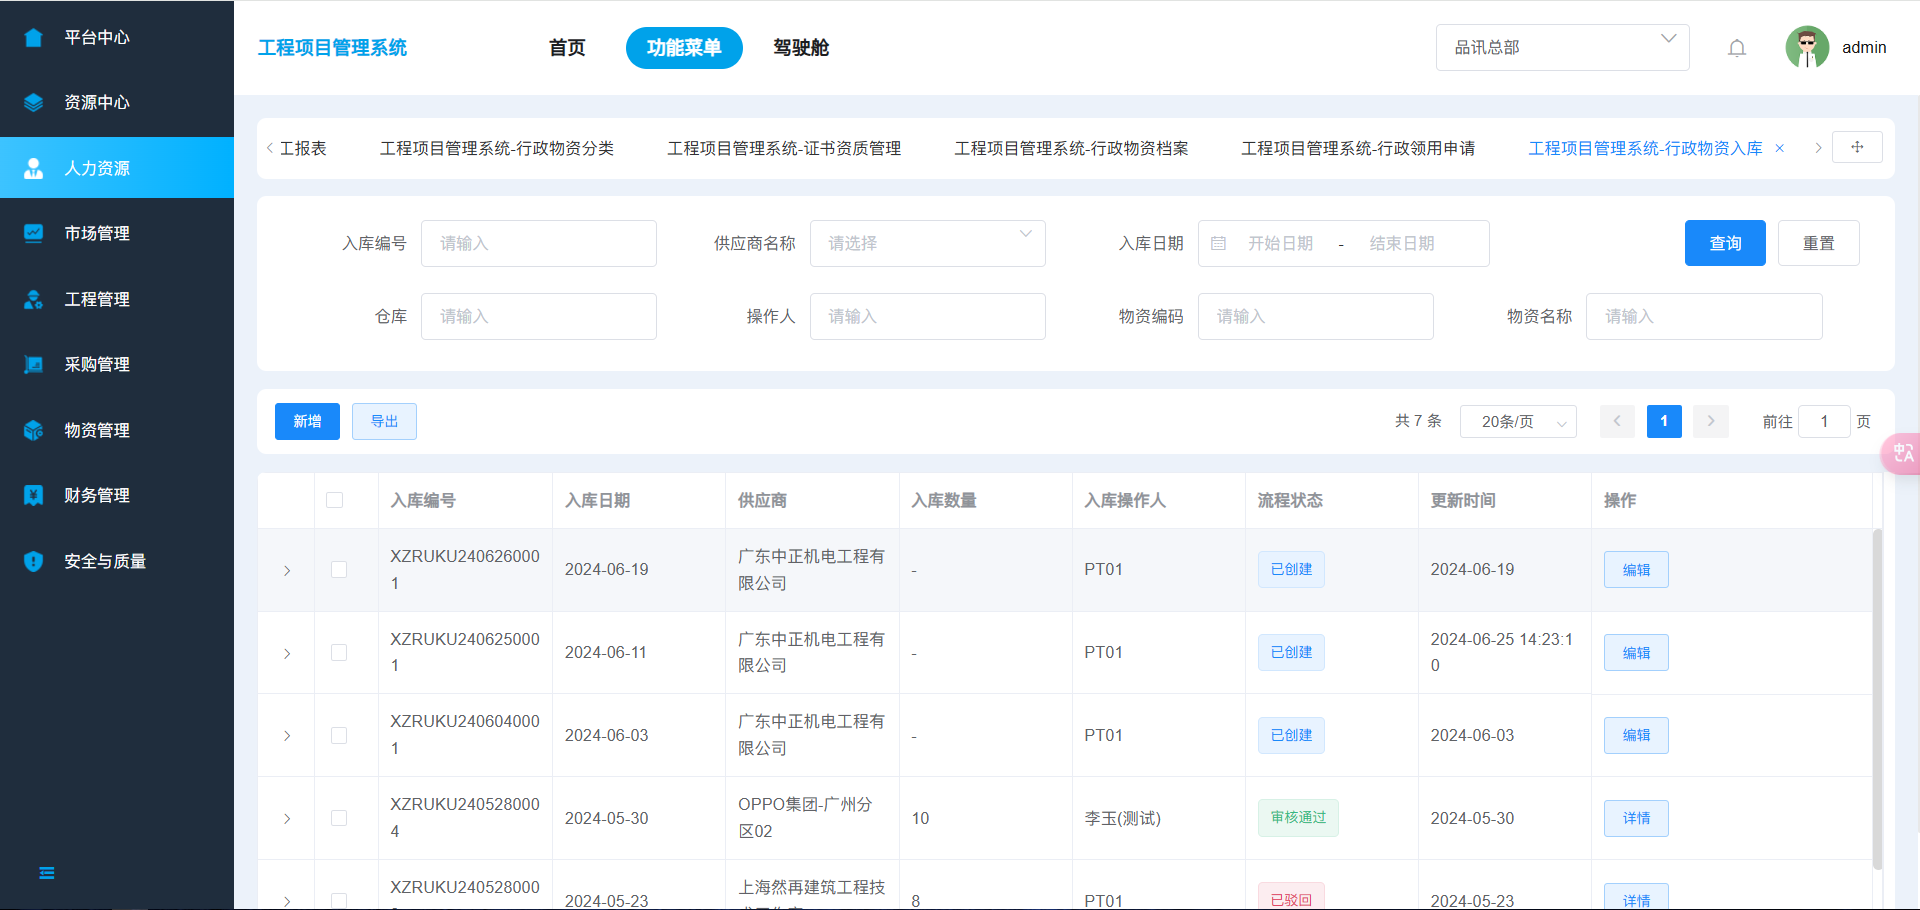 平台中心
资源中心
人力资源
市场管理
工程管理
采购管理
物资管理
财务管理
安全与质量
工程项目管理系统 首页 功能菜单 驾驶舱 品讯总部 admin
工报表 工程项目管理系统-行政物资分类 工程项目管理系统-证书资质管理 工程项目管理系统-行政物资档案 工程项目管理系统-行政领用申请 工程项目管理系统-行政物资入库
入库编号 请输入 供应商名称 请选择 入库日期 开始日期 - 结束日期 查询 重置
仓库 请输入 操作人 请输入 物资编码 请输入 物资名称 请输入
新增 导出 共 7 条 20条/页 1 前往 1 页
中A
入库编号 入库日期 供应商 入库数量 入库操作人 流程状态 更新时间 操作
XZRUKU240626000
1
2024-06-19
广东中正机电工程有
限公司
-
PT01
已创建
2024-06-19
编辑
XZRUKU240625000
1
2024-06-11
广东中正机电工程有
限公司
-
PT01
已创建
2024-06-25 14:23:1
0
编辑
XZRUKU240604000
1
2024-06-03
广东中正机电工程有
限公司
-
PT01
已创建
2024-06-03
编辑
XZRUKU240528000
4
2024-05-30
OPPO集团-广州分
区02
10
李玉(测试)
审核通过
2024-05-30
详情
XZRUKU240528000
2024-05-23
上海然再建筑工程技
8
PT01
已驳回
2024-05-23
详情